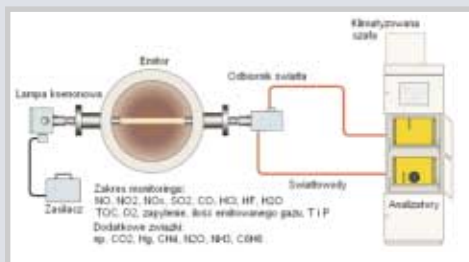 Klimatyzowana
szafa
Emitor
Odbiornik światła
Lampa ksenonowa
Zasilacz
Zakres monitoringu:
NO, NO2, NOx, SO2, CO, HCl, HF, H2O
TOC, O2, zapylenie, ilość emitowanego gazu, T i P
Dodatkowe związki:
np. CO2, Hg, CH4, N2O, NH3, C6H6
Światłowody
Analizatory